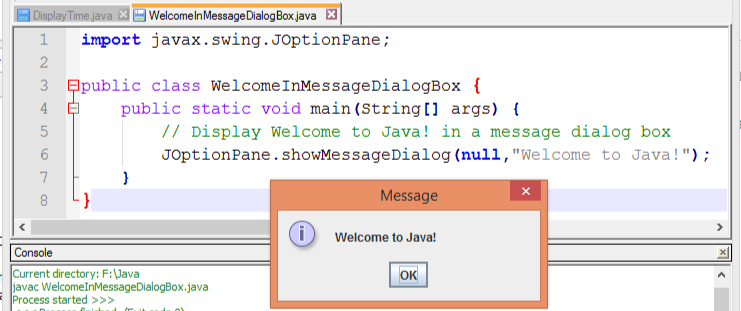 DisplayTime.java WelcomeInMessageDialogBox.java
1 import javax.swing.JOptionPane;
2
3 public class WelcomeInMessageDialogBox {
4 public static void main(String[] args) {
5 // Display Welcome to Java! in a message dialog box
6 JOptionPane.showMessageDialog(null,"Welcome to Java!");
7 }
8 }
Message
Welcome to Java!
OK
Console
Current directory: F:\Java
javac WelcomeInMessageDialogBox.java
Process started >>>